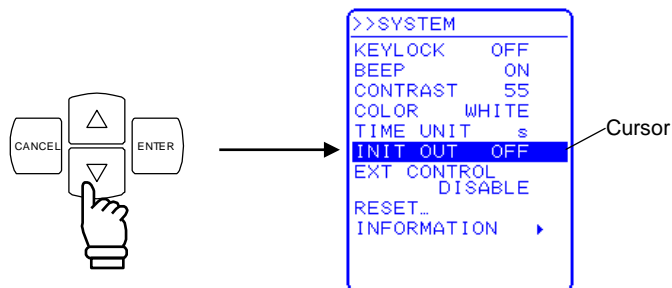 CANCEL
△
▽
ENTER
>>SYSTEM
KEYLOCK OFF
BEEP ON
CONTRAST 55
COLOR WHITE
TIME UNIT s
INIT OUT OFF
EXT CONTROL
DISABLE
RESET…
INFORMATION ▶
Cursor